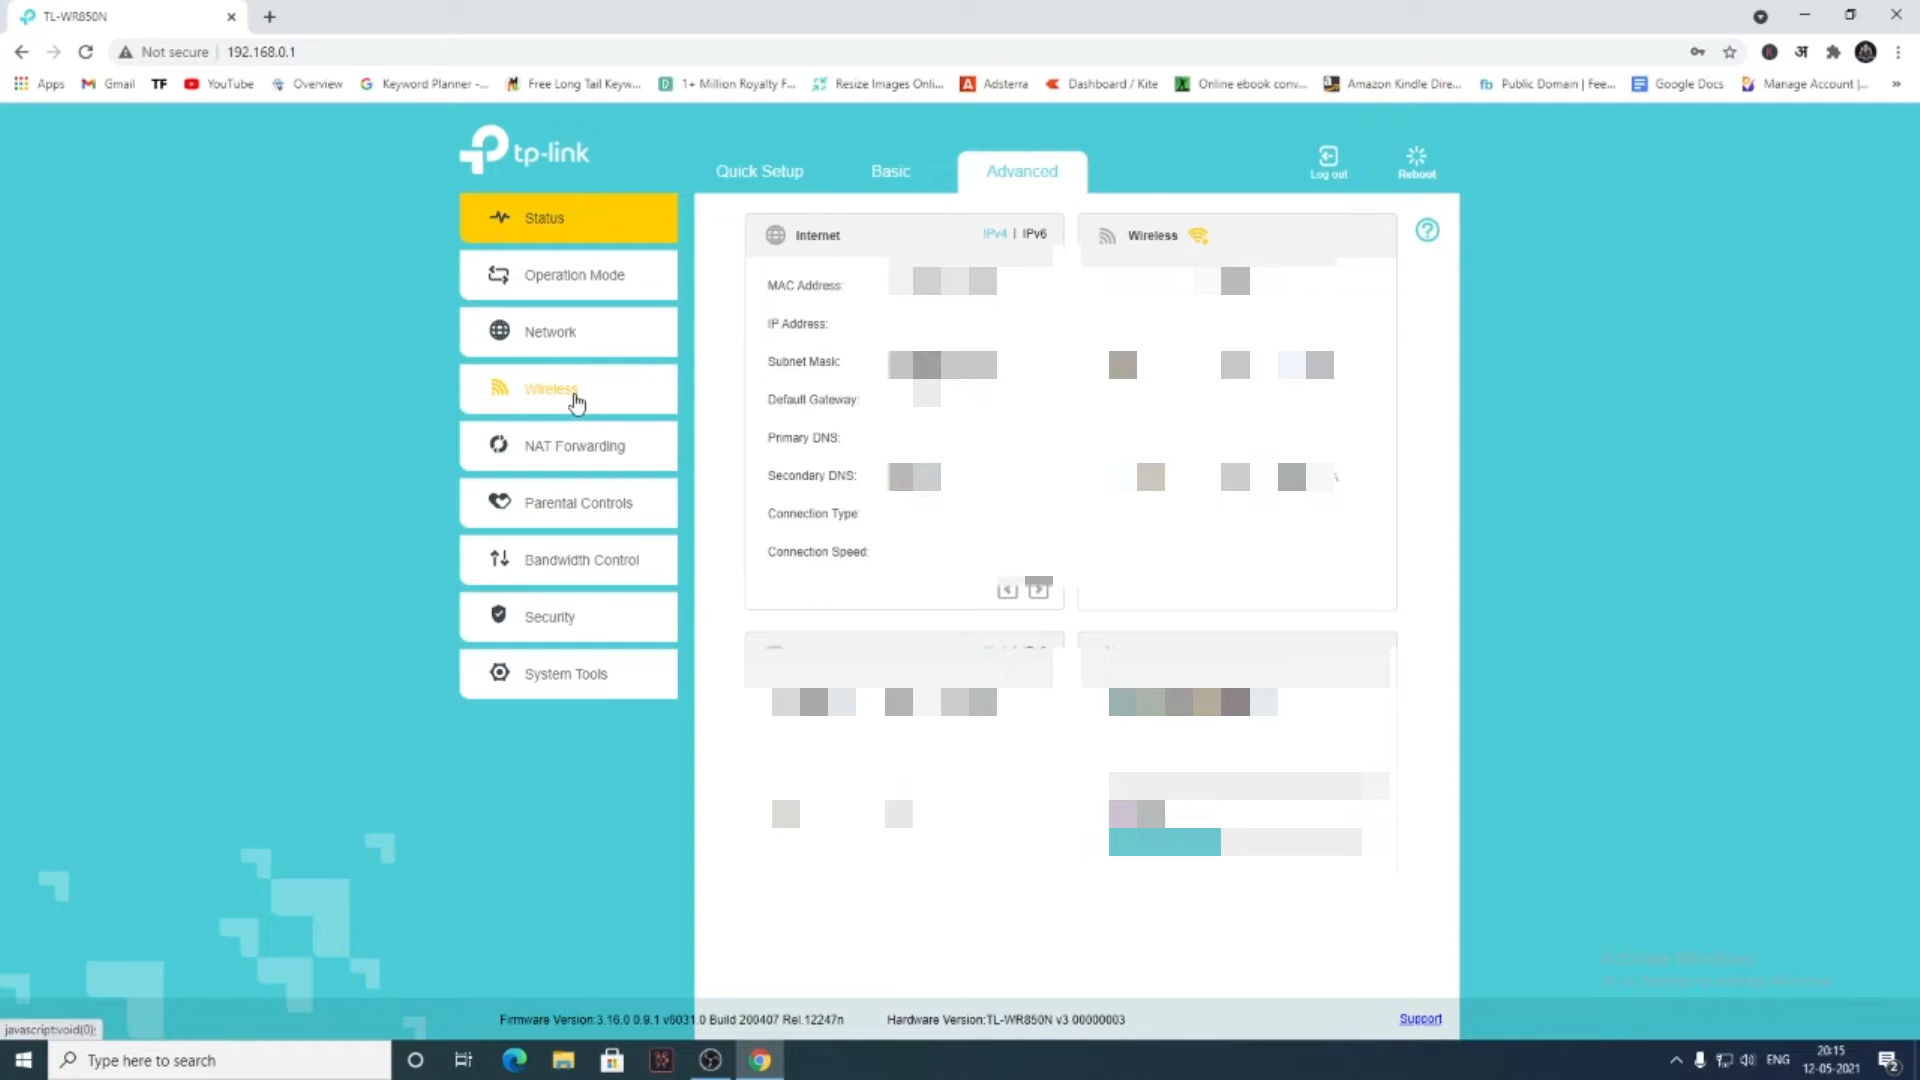 TL-WR850N
Not secure | 192.168.0.1
Apps Gmail TF YouTube Overview Keyword Planner -... Free Long Tail Keyw... 1+ Million Royalty F... Resize Images Onli... Adsterra Dashboard / Kite Online ebook conv... Amazon Kindle Dire... fb Public Domain | Fee... Google Docs Manage Account |... »
अ
tp-link
Quick Setup Basic Advanced Log out Reboot
Status
Operation Mode
Network
Wireless
NAT Forwarding
Parental Controls
Bandwidth Control
Security
System Tools
Internet IPv4 | IPv6
MAC Address:
IP Address:
Subnet Mask:
Default Gateway:
Primary DNS:
Secondary DNS:
Connection Type:
Connection Speed:
Wireless
Firmware Version:3.16.0 0.9.1 v6031.0 Build 200407 Rel.12247n Hardware Version:TL-WR850N v3 00000003 Support
javascript:void(0);
Type here to search
ENG
20:15
12-05-2021
2